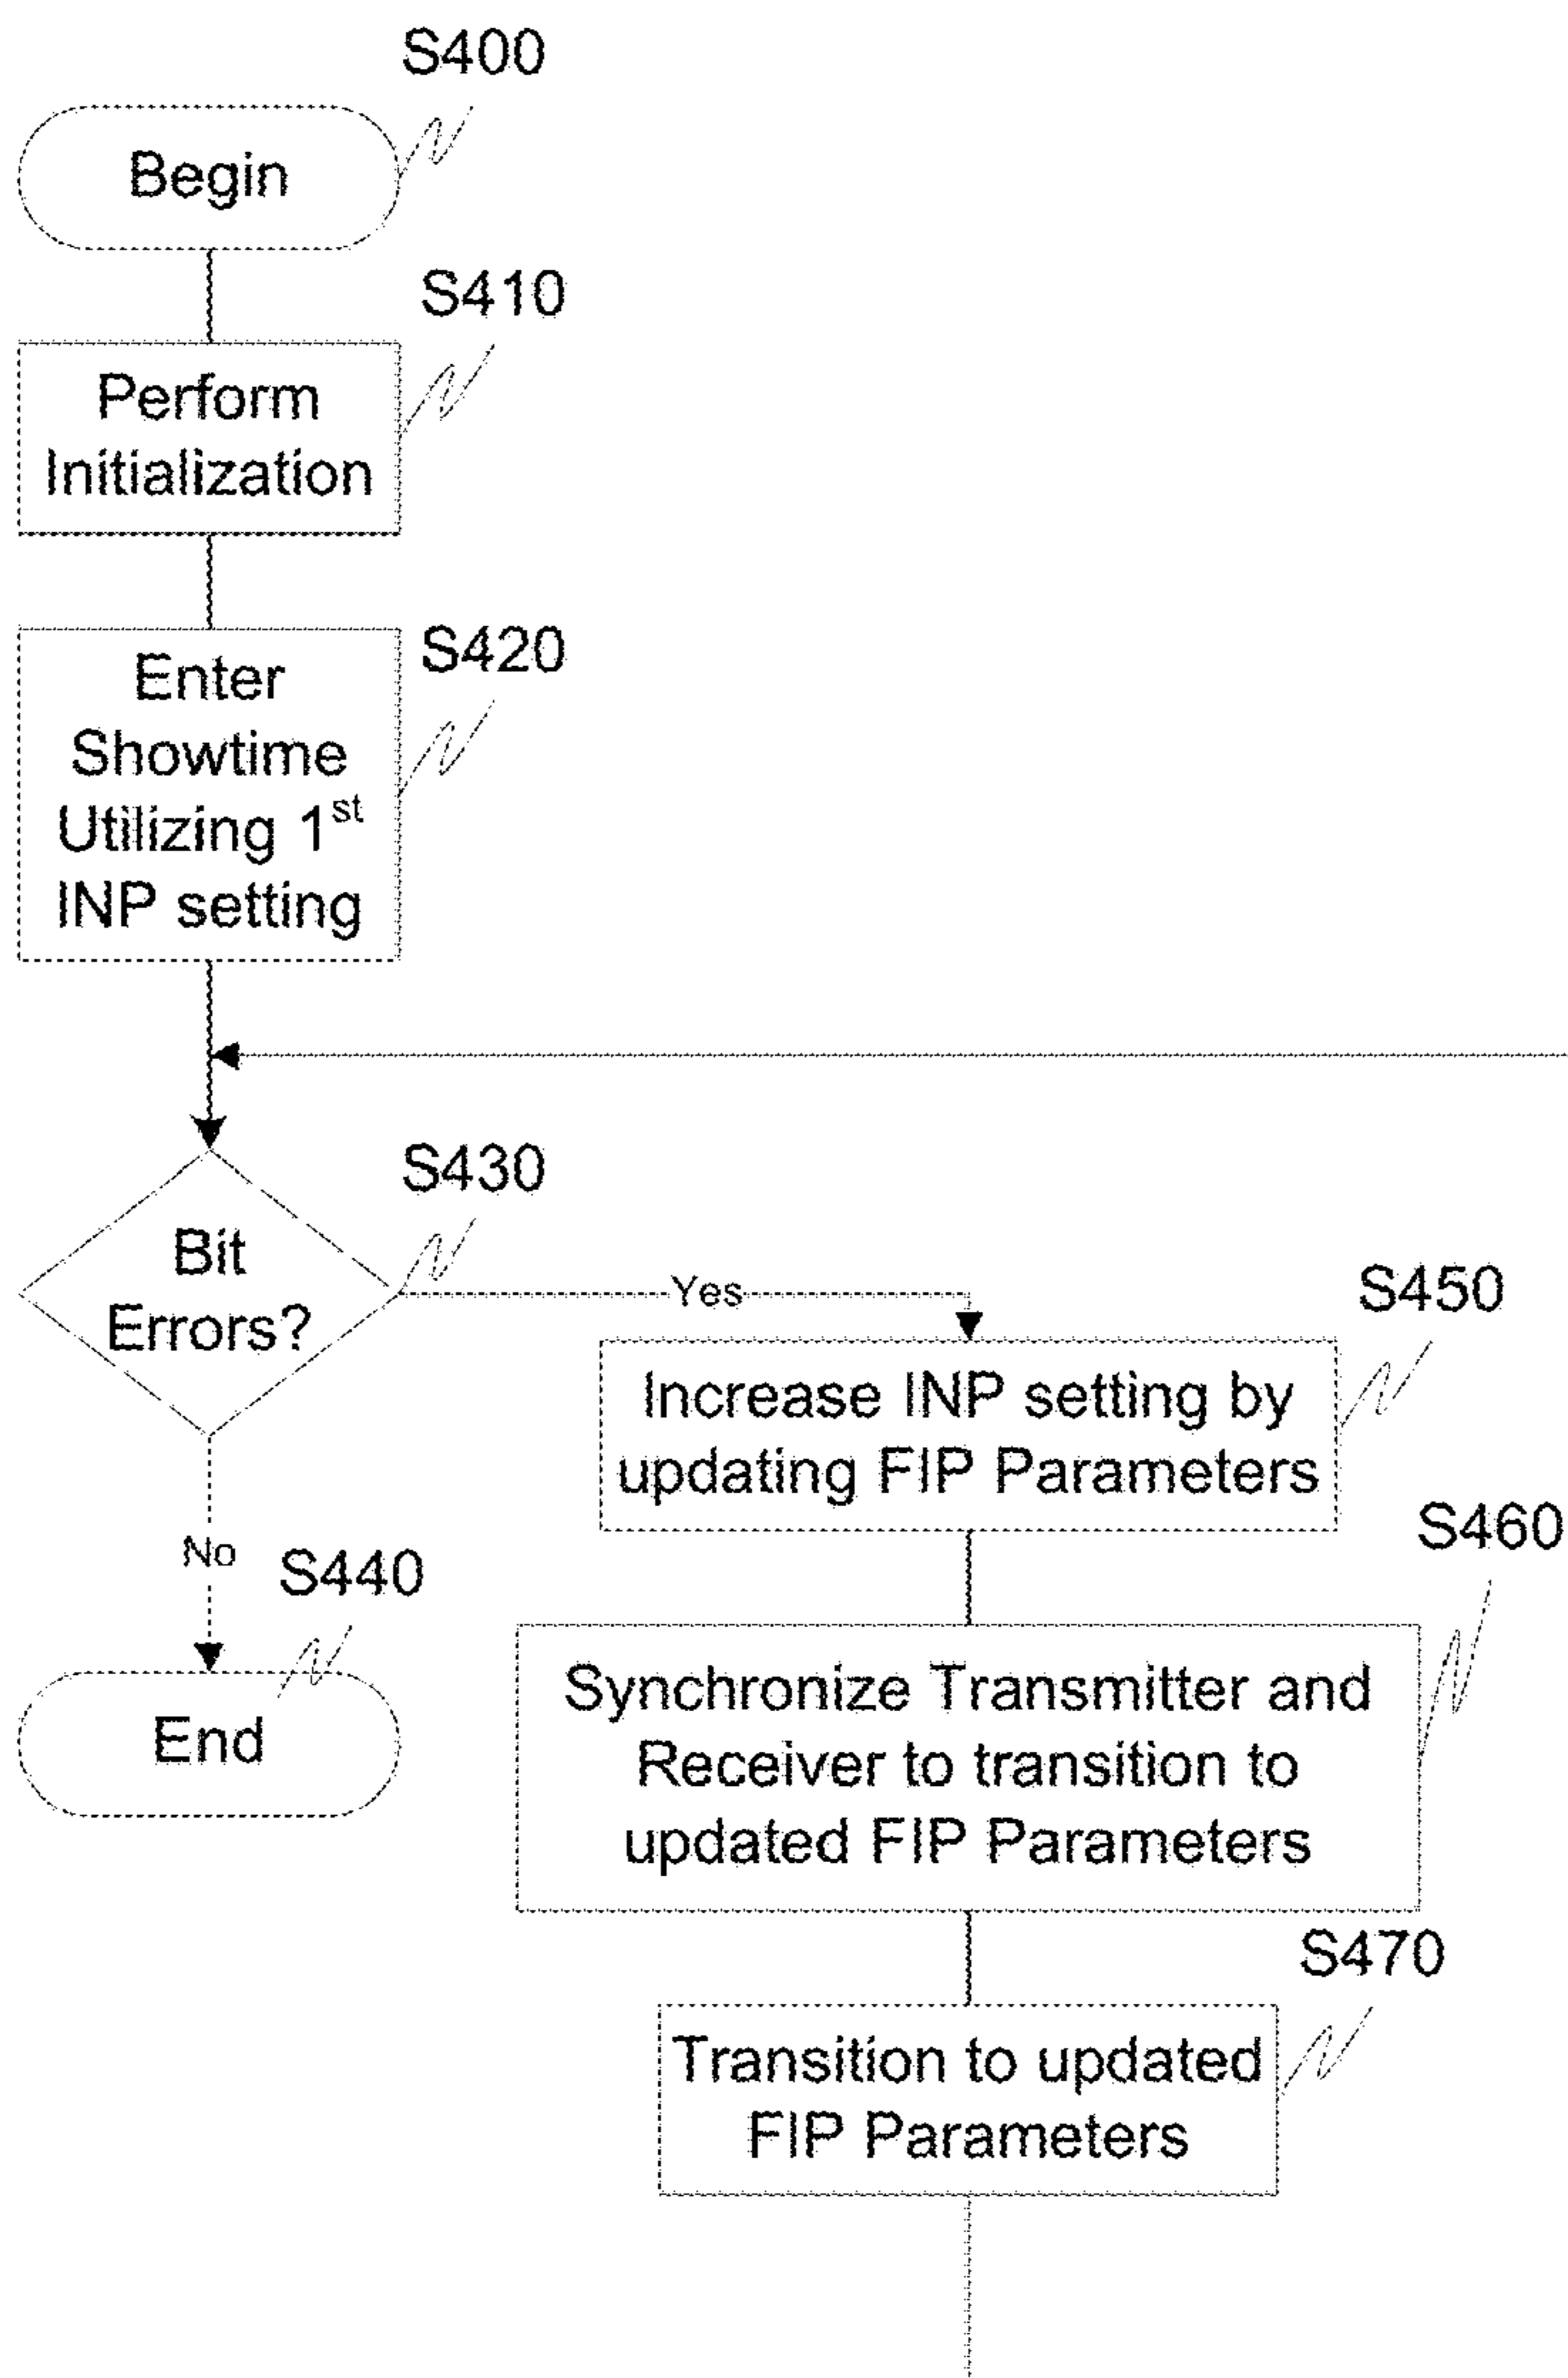 S400
Begin
S410
Perform
Initialization
S420
Enter
Showtime
Utilizing 1st
INP setting
S430
Bit
Errors?
Yes
No
S440
End
S450
Increase INP setting by
updating FIP Parameters
S460
Synchronize Transmitter and
Receiver to transition to
updated FIP Parameters
S470
Transition to updated
FIP Parameters